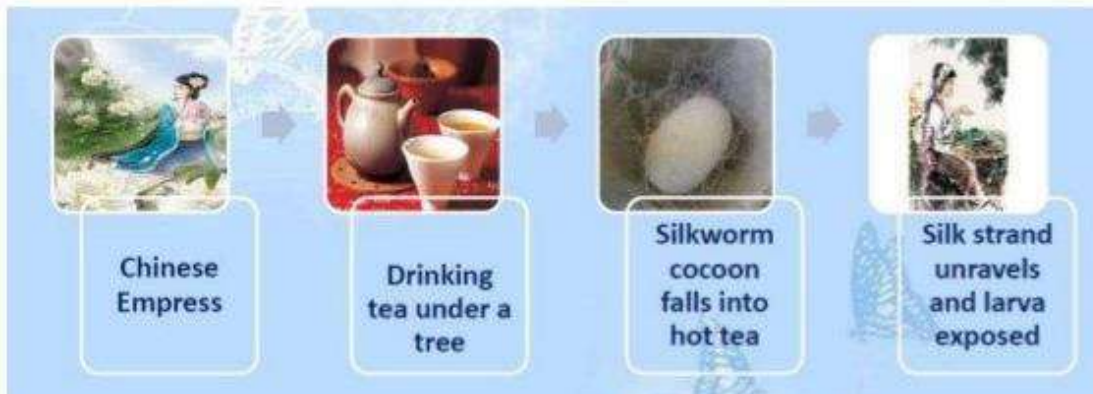 Chinese
Empress
Drinking
tea under a
tree
Silkworm
cocoon
falls into
hot tea
Silk strand
unravels
and larva
exposed